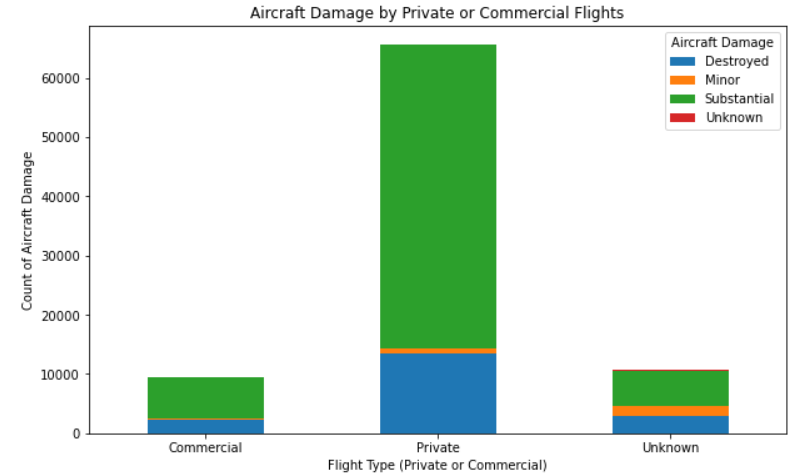 Aircraft Damage by Private or Commercial Flights
Aircraft Damage
Destroyed
Minor
Substantial
Unknown
Count of Aircraft Damage
60000
50000
40000
30000
20000
10000
0
Commercial
Private
Unknown
Flight Type (Private or Commercial)